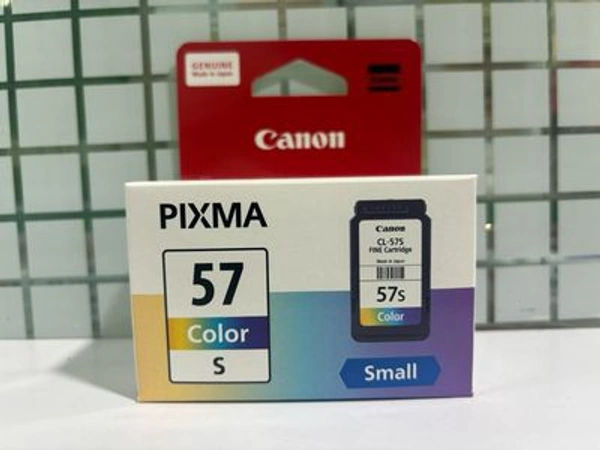 GENUINE
Made in Japan
Canon
PIXMA
57
Color
S
Canon
CL-57S
FINE Cartridge
Made in Japan
57s
Color
Small